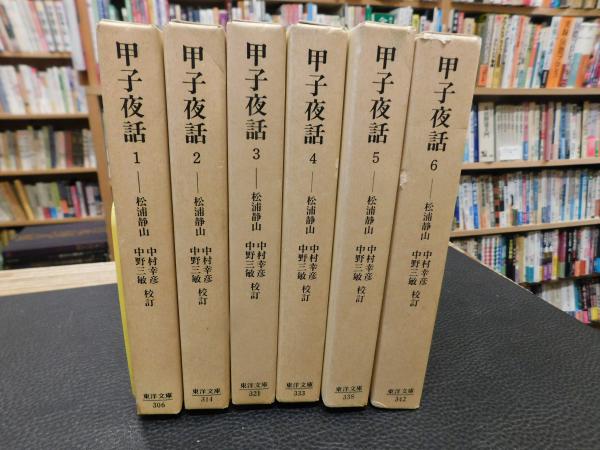 甲子夜話 1 ── 松浦静山 中村幸彦 中野三敏 校訂
東洋文庫
306
甲子夜話 2 ── 松浦静山 中村幸彦 中野三敏 校訂
東洋文庫
314
甲子夜話 3 ── 松浦静山 中村幸彦 中野三敏 校訂
東洋文庫
321
甲子夜話 4 ── 松浦静山 中村幸彦 中野三敏 校訂
東洋文庫
333
甲子夜話 5 ── 松浦静山 中村幸彦 中野三敏 校訂
東洋文庫
338
甲子夜話 6 ── 松浦静山 中村幸彦 中野三敏 校訂
東洋文庫
342